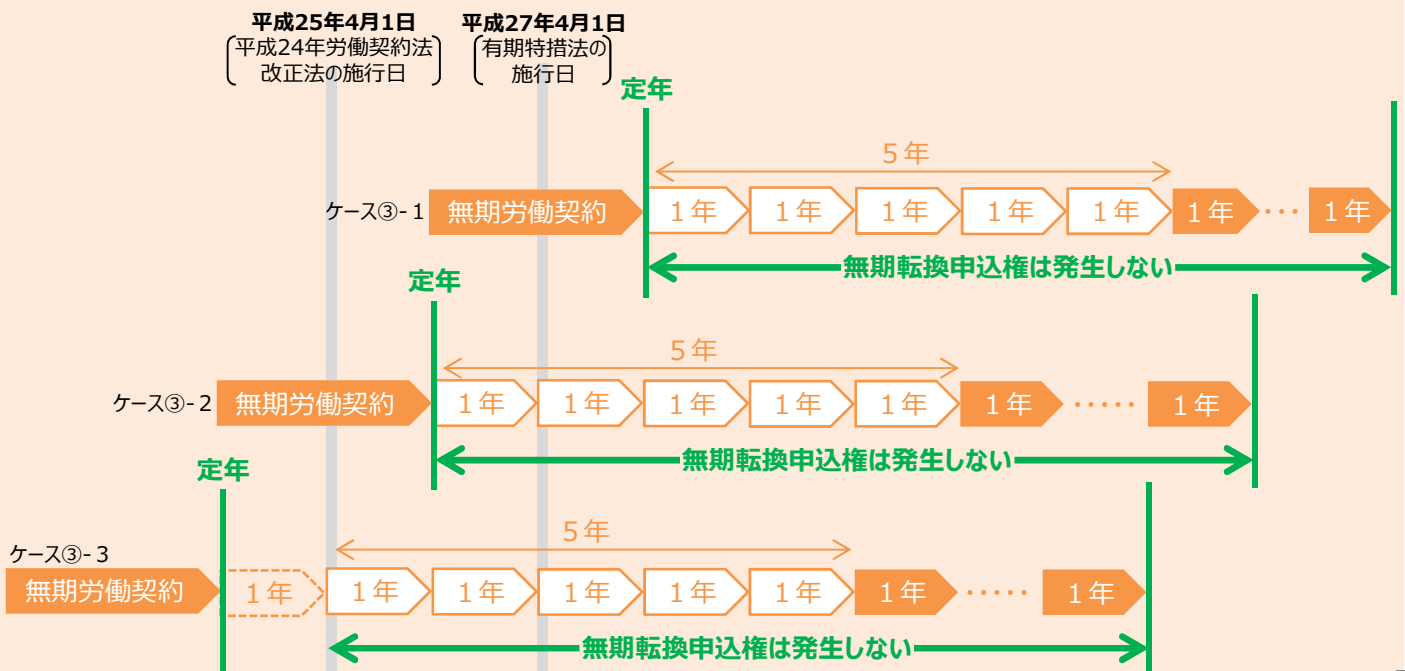 平成25年4月1日
平成24年労働契約法
改正法の施行日
平成27年4月1日
有期特措法の
施行日
定年
5年
ケース③-1
無期労働契約
1年
1年
1年
1年
1年
1年
・・・
1年
無期転換申込権は発生しない
定年
5年
ケース③-2
無期労働契約
1年
1年
1年
1年
1年
1年
・・・・・
1年
無期転換申込権は発生しない
定年
5年
ケース③-3
無期労働契約
1年
1年
1年
1年
1年
1年
1年
・・・・・
1年
無期転換申込権は発生しない